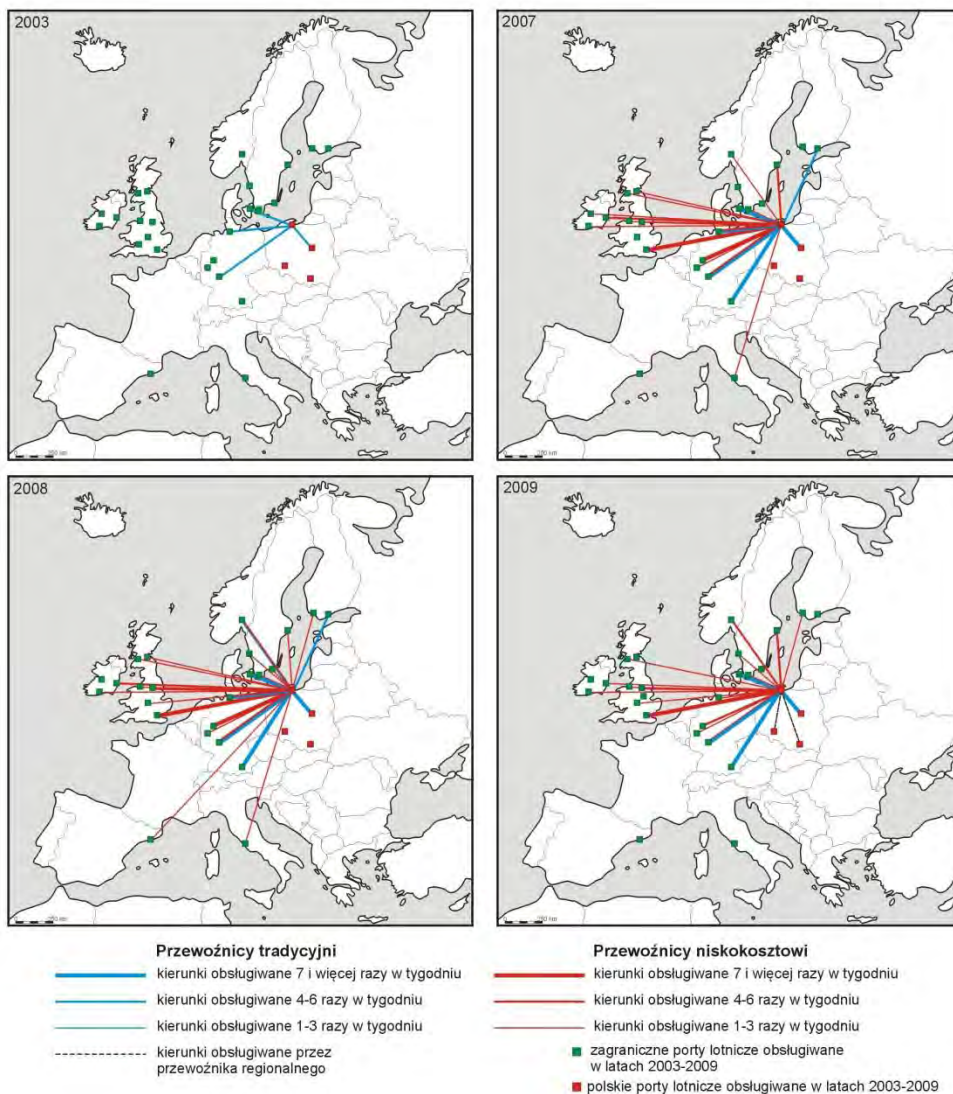 2003
2007
2008
2009
Przewoźnicy tradycyjni
kierunki obsługiwane 7 i więcej razy w tygodniu
kierunki obsługiwane 4-6 razy w tygodniu
kierunki obsługiwane 1-3 razy w tygodniu
kierunki obsługiwane przez
przewoźnika regionalnego
Przewoźnicy niskokosztowi
kierunki obsługiwane 7 i więcej razy w tygodniu
kierunki obsługiwane 4-6 razy w tygodniu
kierunki obsługiwane 1-3 razy w tygodniu
zagraniczne porty lotnicze obsługiwane
w latach 2003-2009
polskie porty lotnicze obsługiwane w latach 2003-2009